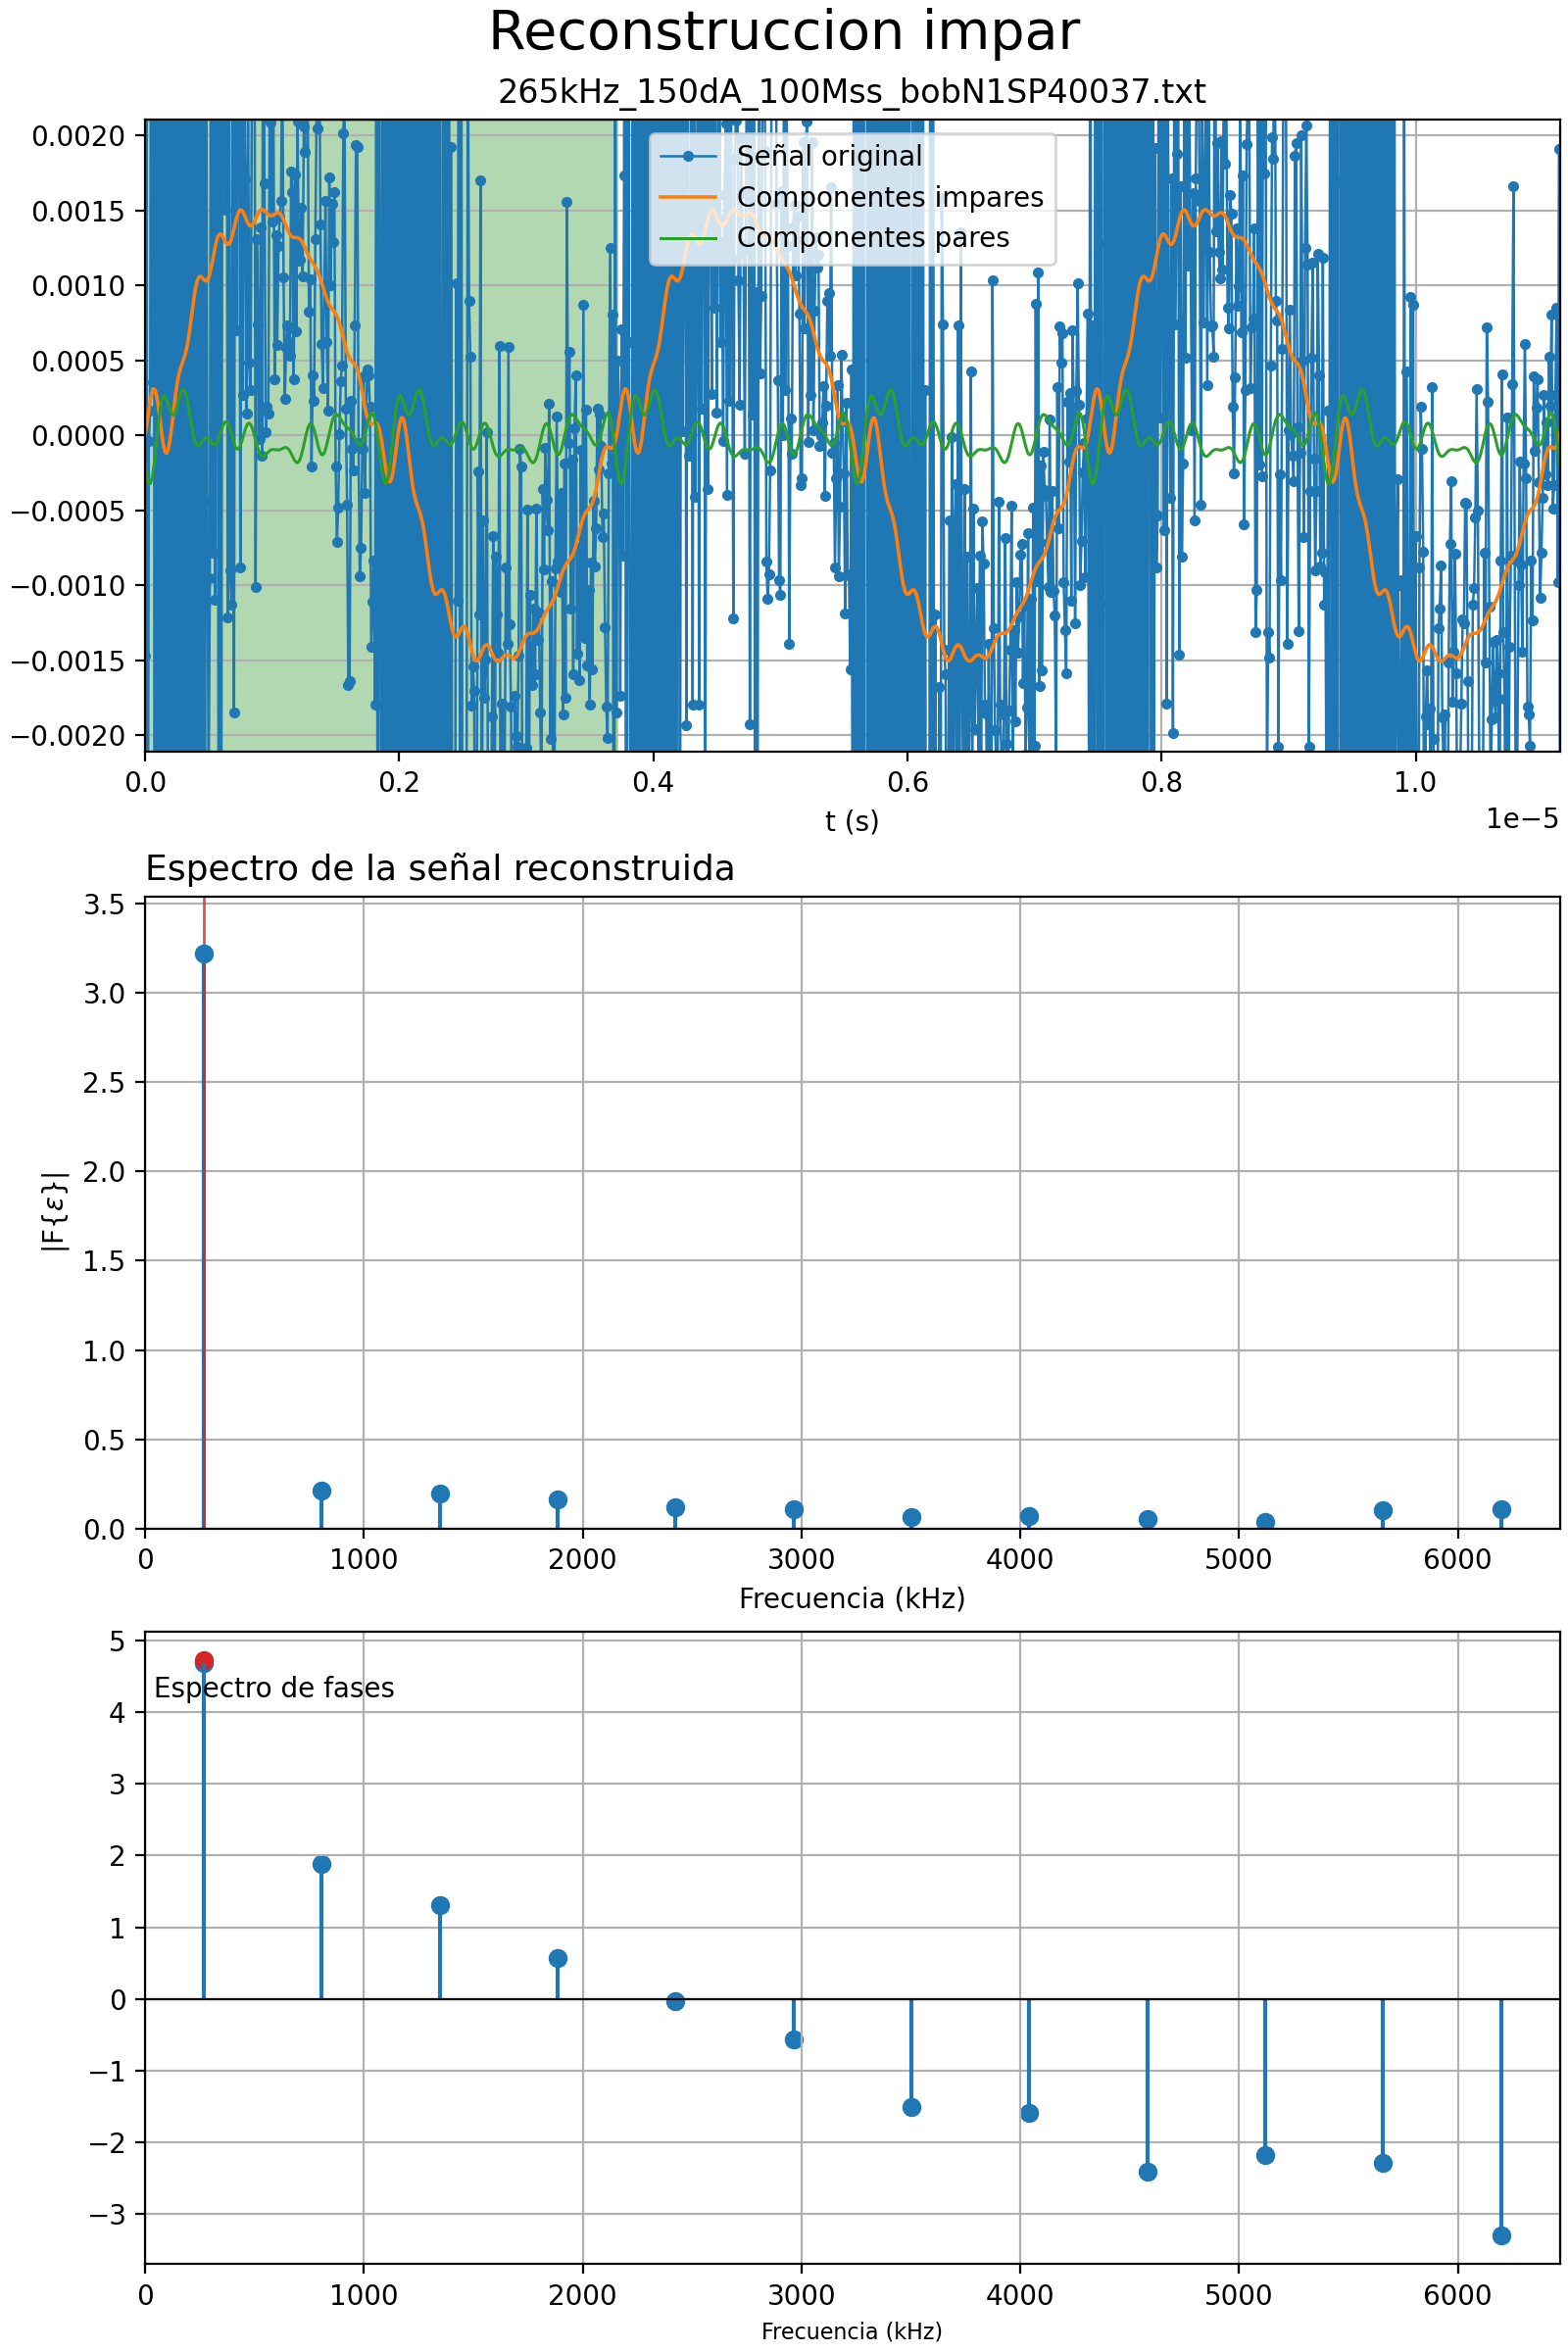 Reconstruccion impar
265kHz_150dA_100Mss_bobN1SP40037.txt
0.0020
0.0015
0.0010
0.0005
0.0000
−0.0005
−0.0010
−0.0015
−0.0020
Señal original
Componentes impares
Componentes pares
0.0 0.2 0.4 0.6 0.8 1.0
1e−5
t (s)
Espectro de la señal reconstruida
3.5
3.0
2.5
2.0
1.5
1.0
0.5
0.0
|F{ε}|
0 1000 2000 3000 4000 5000 6000
Frecuencia (kHz)
5
4
3
2
1
0
−1
−2
−3
Espectro de fases
0 1000 2000 3000 4000 5000 6000
Frecuencia (kHz)